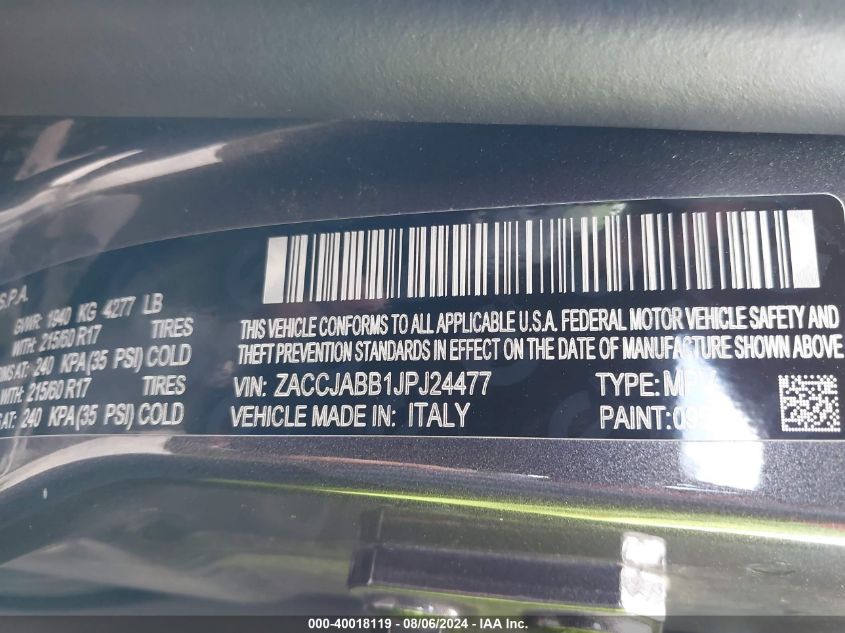 S.P.A.
GWR: 1940 KG 4277 LB
WITH: 215/60 R17 TIRES
AT: 240 KPA(35 PSI) COLD
WITH: 215/60 R17 TIRES
AT: 240 KPA(35 PSI) COLD
THIS VEHICLE CONFORMS TO ALL APPLICABLE U.S.A. FEDERAL MOTOR VEHICLE SAFETY AND
THEFT PREVENTION STANDARDS IN EFFECT ON THE DATE OF MANUFACTURE SHOWN ABOVE
VIN: ZACCJABB1JPJ24477 TYPE:
VEHICLE MADE IN: ITALY PAINT:
000-40018119 - 08/06/2024 - IAA Inc.